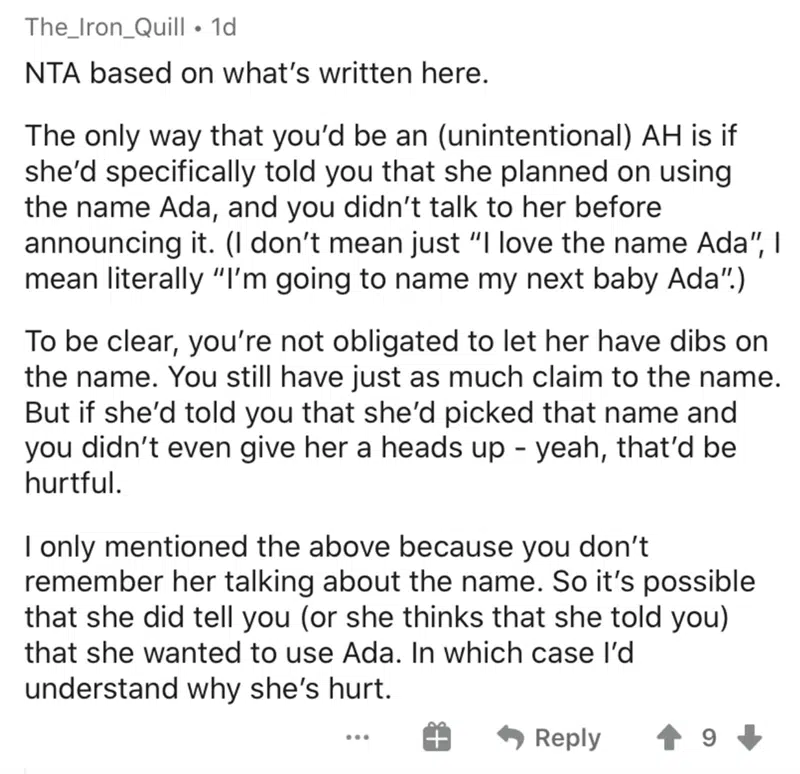 The_Iron_Quill • 1d
NTA based on what's written here.
The only way that you'd be an (unintentional) AH is if
she'd specifically told you that she planned on using
the name Ada, and you didn't talk to her before
announcing it. (I don't mean just "I love the name Ada", I
mean literally "I'm going to name my next baby Ada".)
To be clear, you're not obligated to let her have dibs on
the name. You still have just as much claim to the name.
But if she'd told you that she'd picked that name and
you didn't even give her a heads up - yeah, that'd be
hurtful.
I only mentioned the above because you don't
remember her talking about the name. So it's possible
that she did tell you (or she thinks that she told you)
that she wanted to use Ada. In which case I'd
understand why she's hurt.
... Reply 9